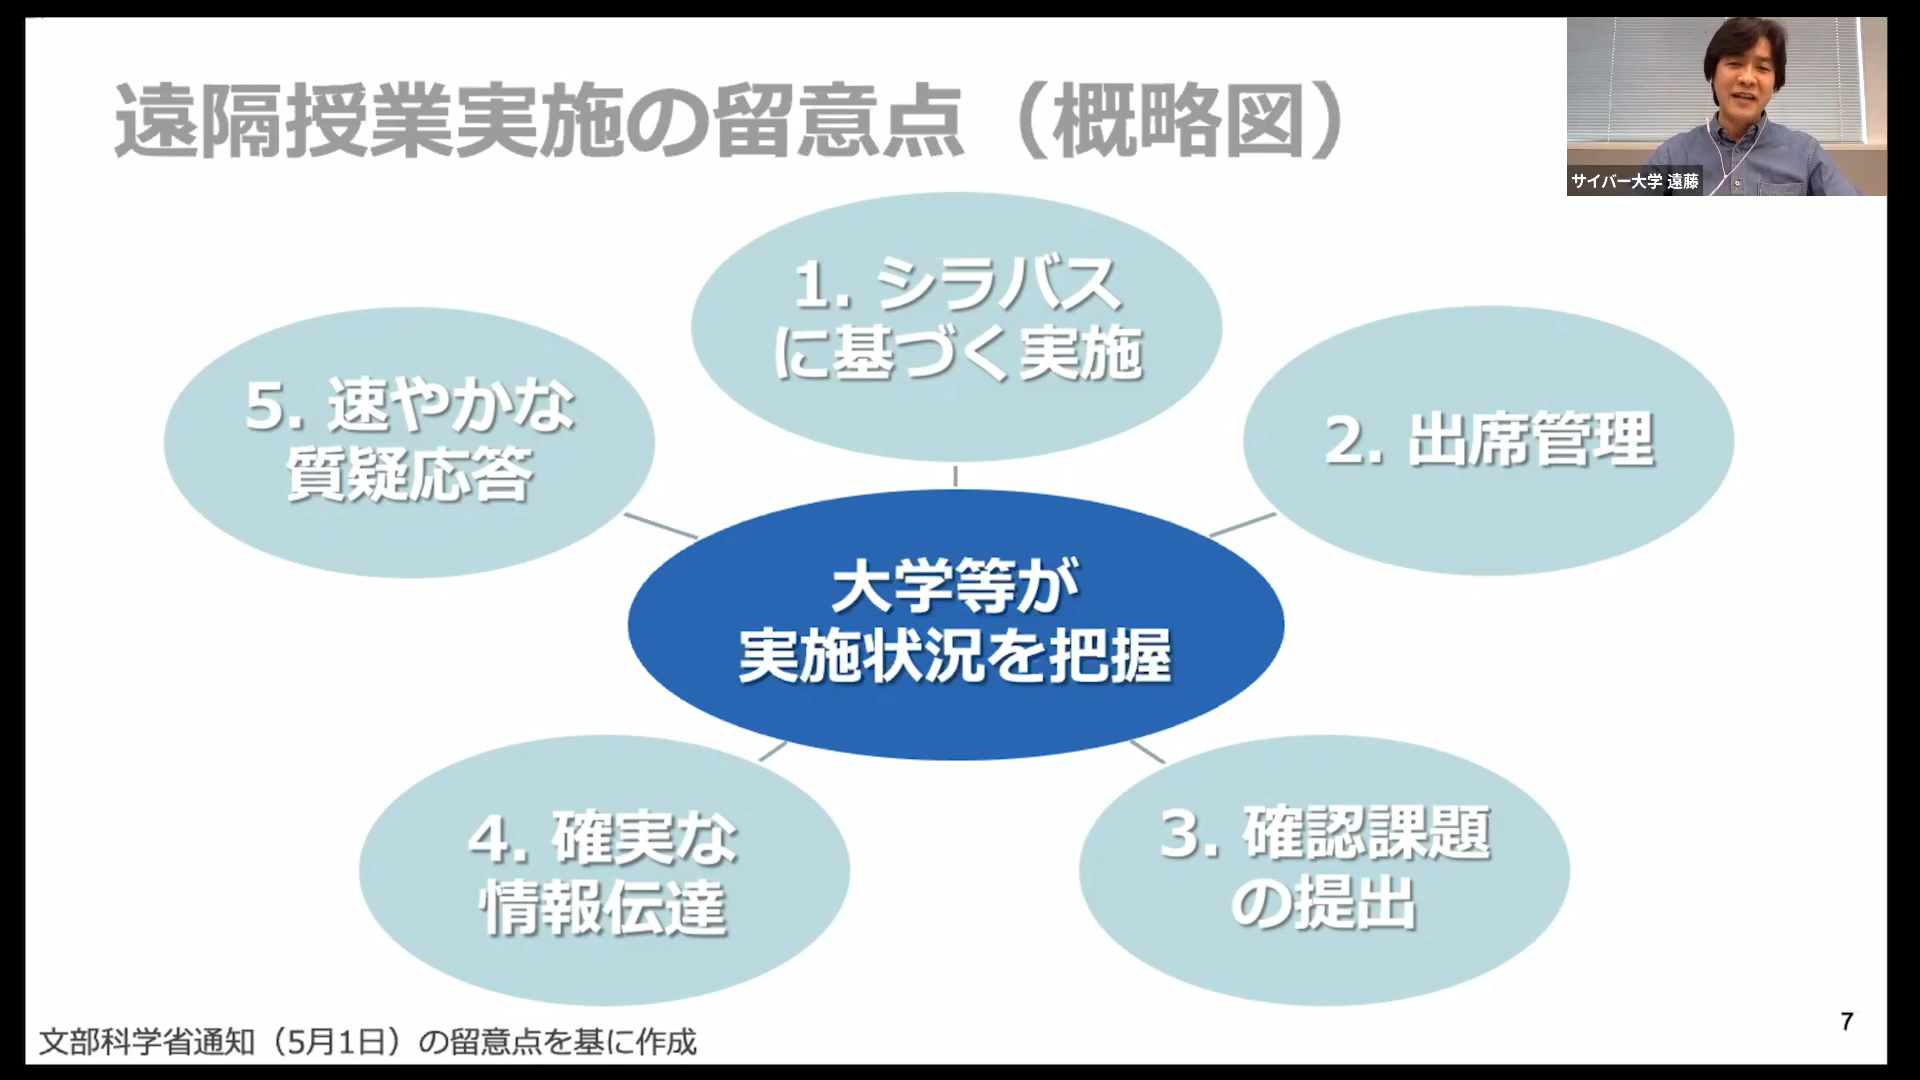 遠隔授業実施の留意点（概略図）
サイバー大学 遠藤
1. シラバス
に基づく実施
2. 出席管理
3. 確認課題
の提出
4. 確実な
情報伝達
5. 速やかな
質疑応答
大学等が
実施状況を把握
文部科学省通知（5月1日）の留意点を基に作成
7